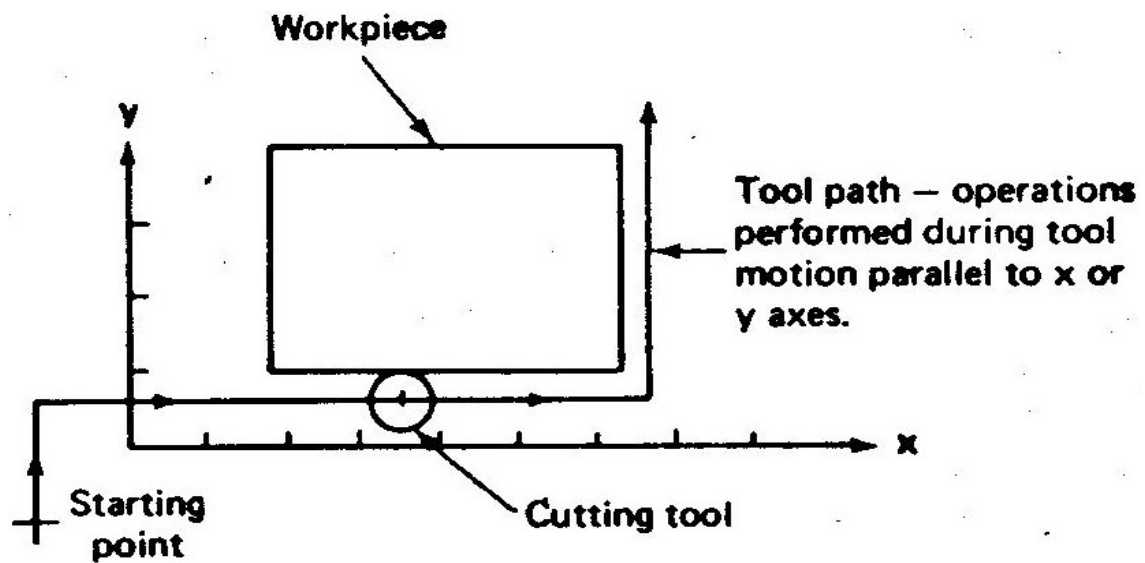 Workpiece
y
Tool path — operations
performed during tool
motion parallel to x or
y axes.
x
Starting
point
Cutting tool